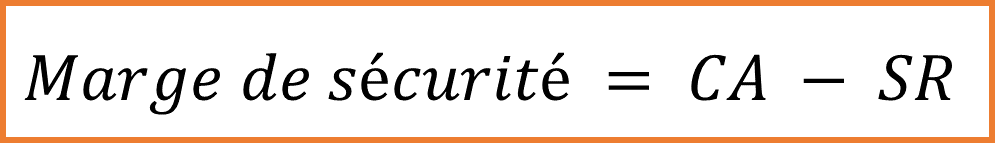 Marge de sécurité = CA − SR